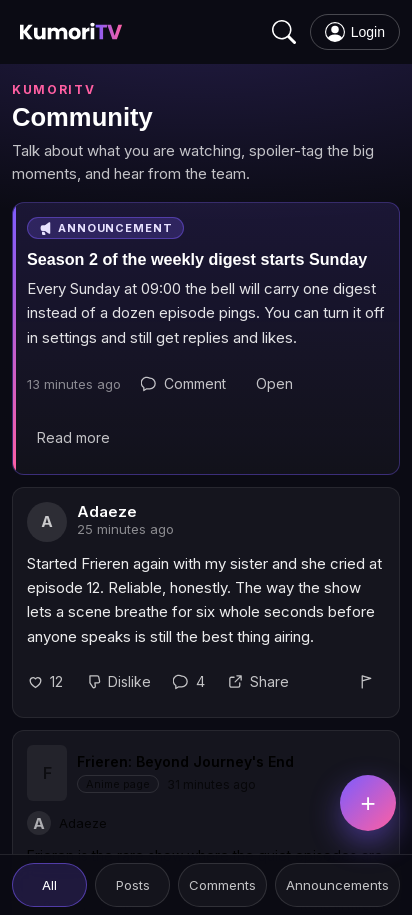 KumoriTV
Login
KUMORITV
Community
Talk about what you are watching, spoiler-tag the big
moments, and hear from the team.
ANNOUNCEMENT
Season 2 of the weekly digest starts Sunday
Every Sunday at 09:00 the bell will carry one digest
instead of a dozen episode pings. You can turn it off
in settings and still get replies and likes.
13 minutes ago Comment Open
Read more
A Adaeze
25 minutes ago
Started Frieren again with my sister and she cried at
episode 12. Reliable, honestly. The way the show
lets a scene breathe for six whole seconds before
anyone speaks is still the best thing airing.
12 Dislike 4 Share
F Frieren: Beyond Journey's End
Anime page 31 minutes ago
A Adaeze
+
All Posts Comments Announcements